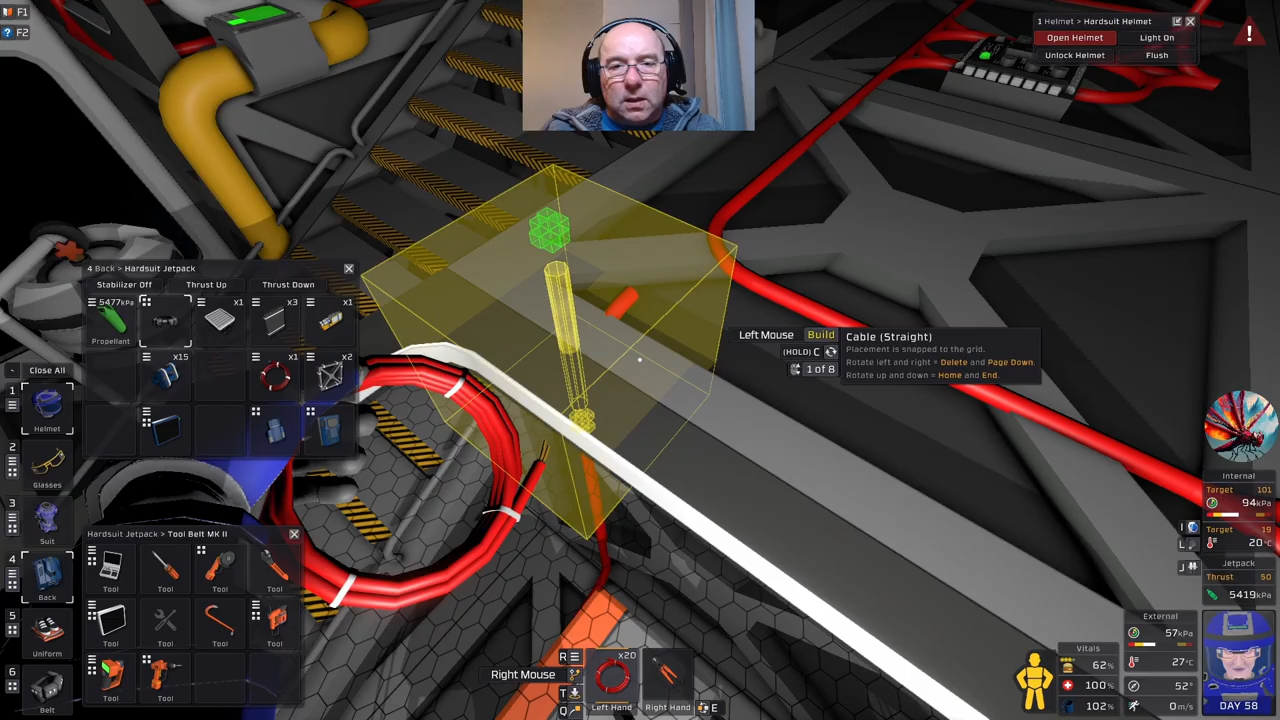 F1
F2
1 Helmet > Hardsuit Helmet
Open Helmet
Light On
Unlock Helmet
Flush
4 Back > Hardsuit Jetpack
Stabilizer Off
Thrust Up
Thrust Down
5477kPa
x1
x3
x1
Propellant
x15
x1
x2
Left Mouse
Build
(HOLD) C
1 of 8
Cable (Straight)
Placement is snapped to the grid.
Rotate left and right = Delete and Page Down.
Rotate up and down = Home and End.
Close All
1
Helmet
2
Glasses
3
Suit
4
Back
5
Uniform
6
Belt
Hardsuit Jetpack > Tool Belt MK II
Tool
Tool
Tool
Tool
Tool
Tool
Tool
Tool
Tool
Tool
Right Mouse
R
T
Q
x20
Left Hand
Right Hand
E
Internal
Target 101
94kPa
Target 19
20°C
Jetpack
Thrust 50
5419kPa
I
L
J
External
57kPa
27°C
52°
0m/s
Vitals
62%
100%
102%
DAY 58